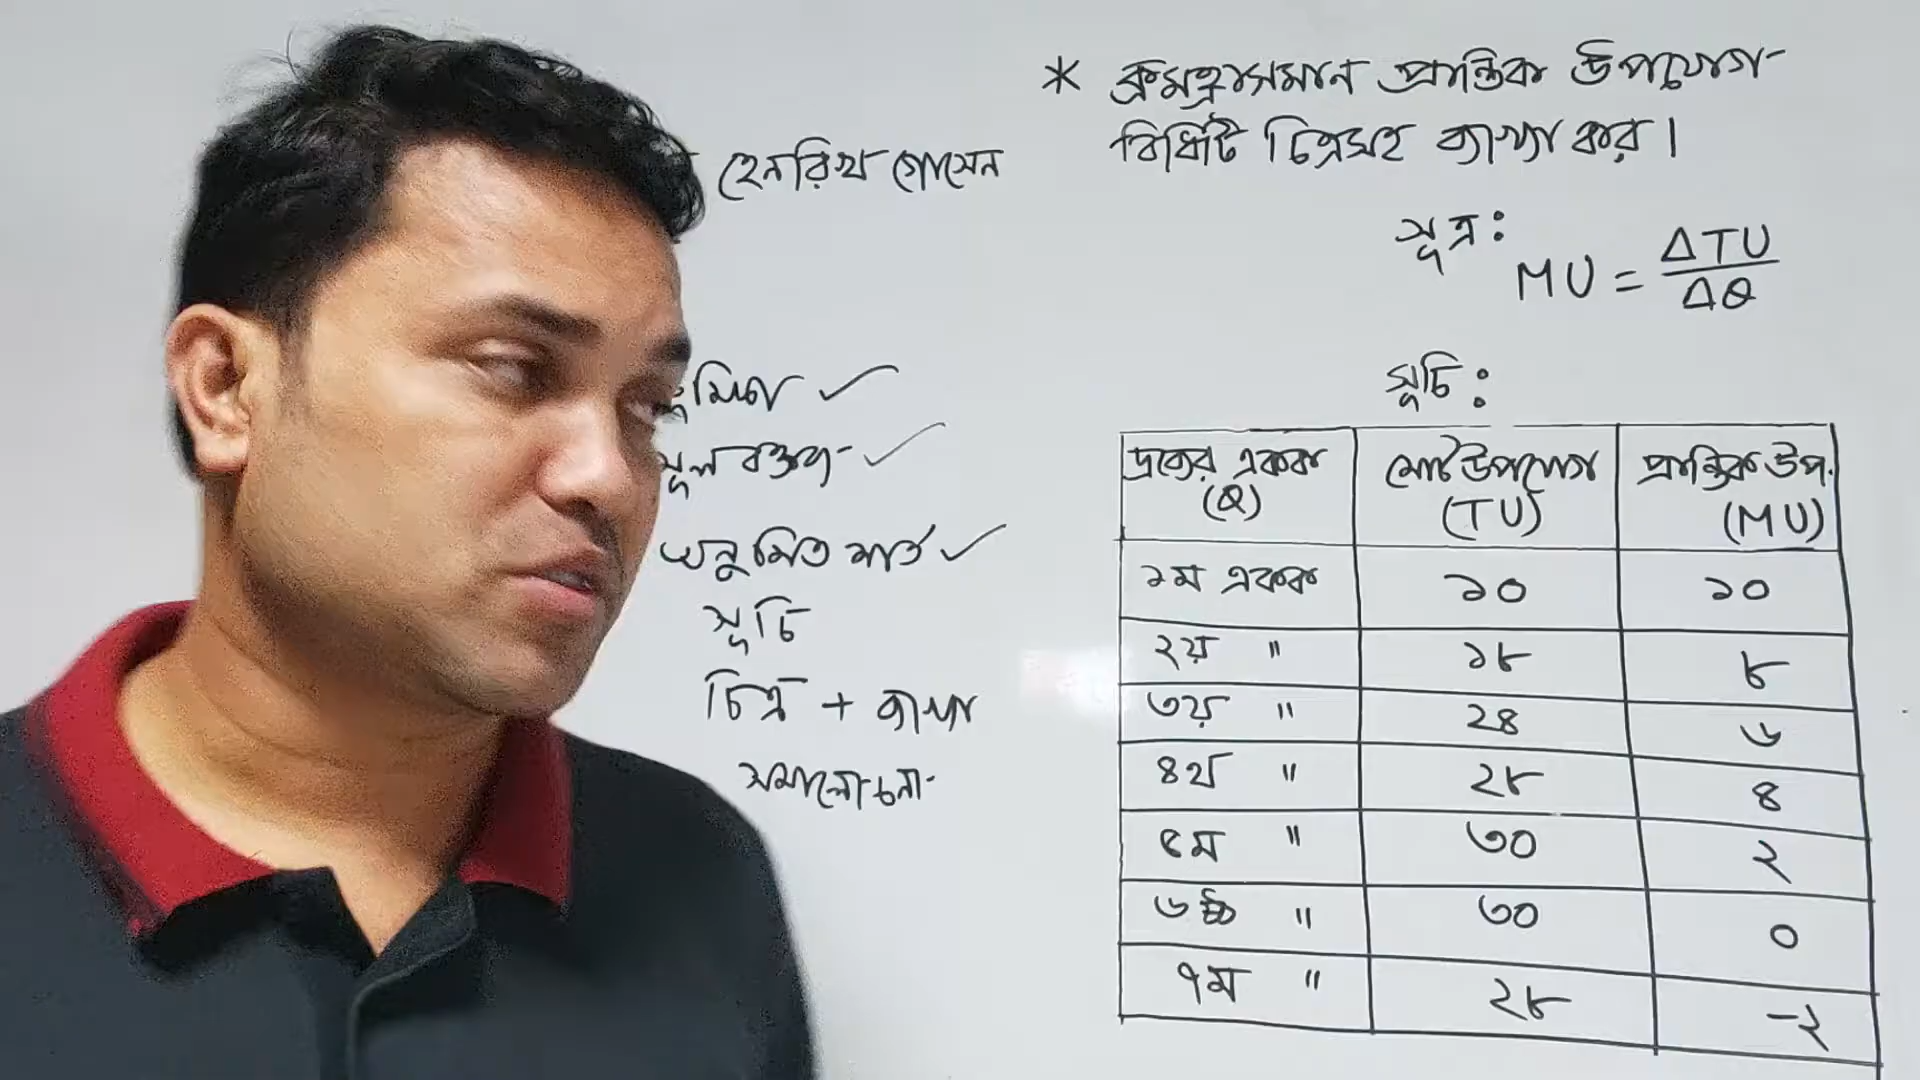 * ক্রমহ্রাসমান প্রান্তিক উপযোগ
বিধিটি চিত্রসহ ব্যাখ্যা কর।
হেনরিখ গোসেন
সূত্র:
MU = ΔTU / ΔQ
ভূমিকা ✓
মূল বক্তব্য ✓
অনুমিত শর্ত ✓
সূচি
চিত্র + ব্যাখ্যা
সমালোচনা
সূচি:
দ্রব্যের একক (Q) মোট উপযোগ (TU) প্রান্তিক উপ. (MU)
১ম একক ১০ ১০
২য় " ১৮ ৮
৩য় " ২৪ ৬
৪র্থ " ২৮ ৪
৫ম " ৩০ ২
৬ষ্ঠ " ৩০ ০
৭ম " ২৮ -২